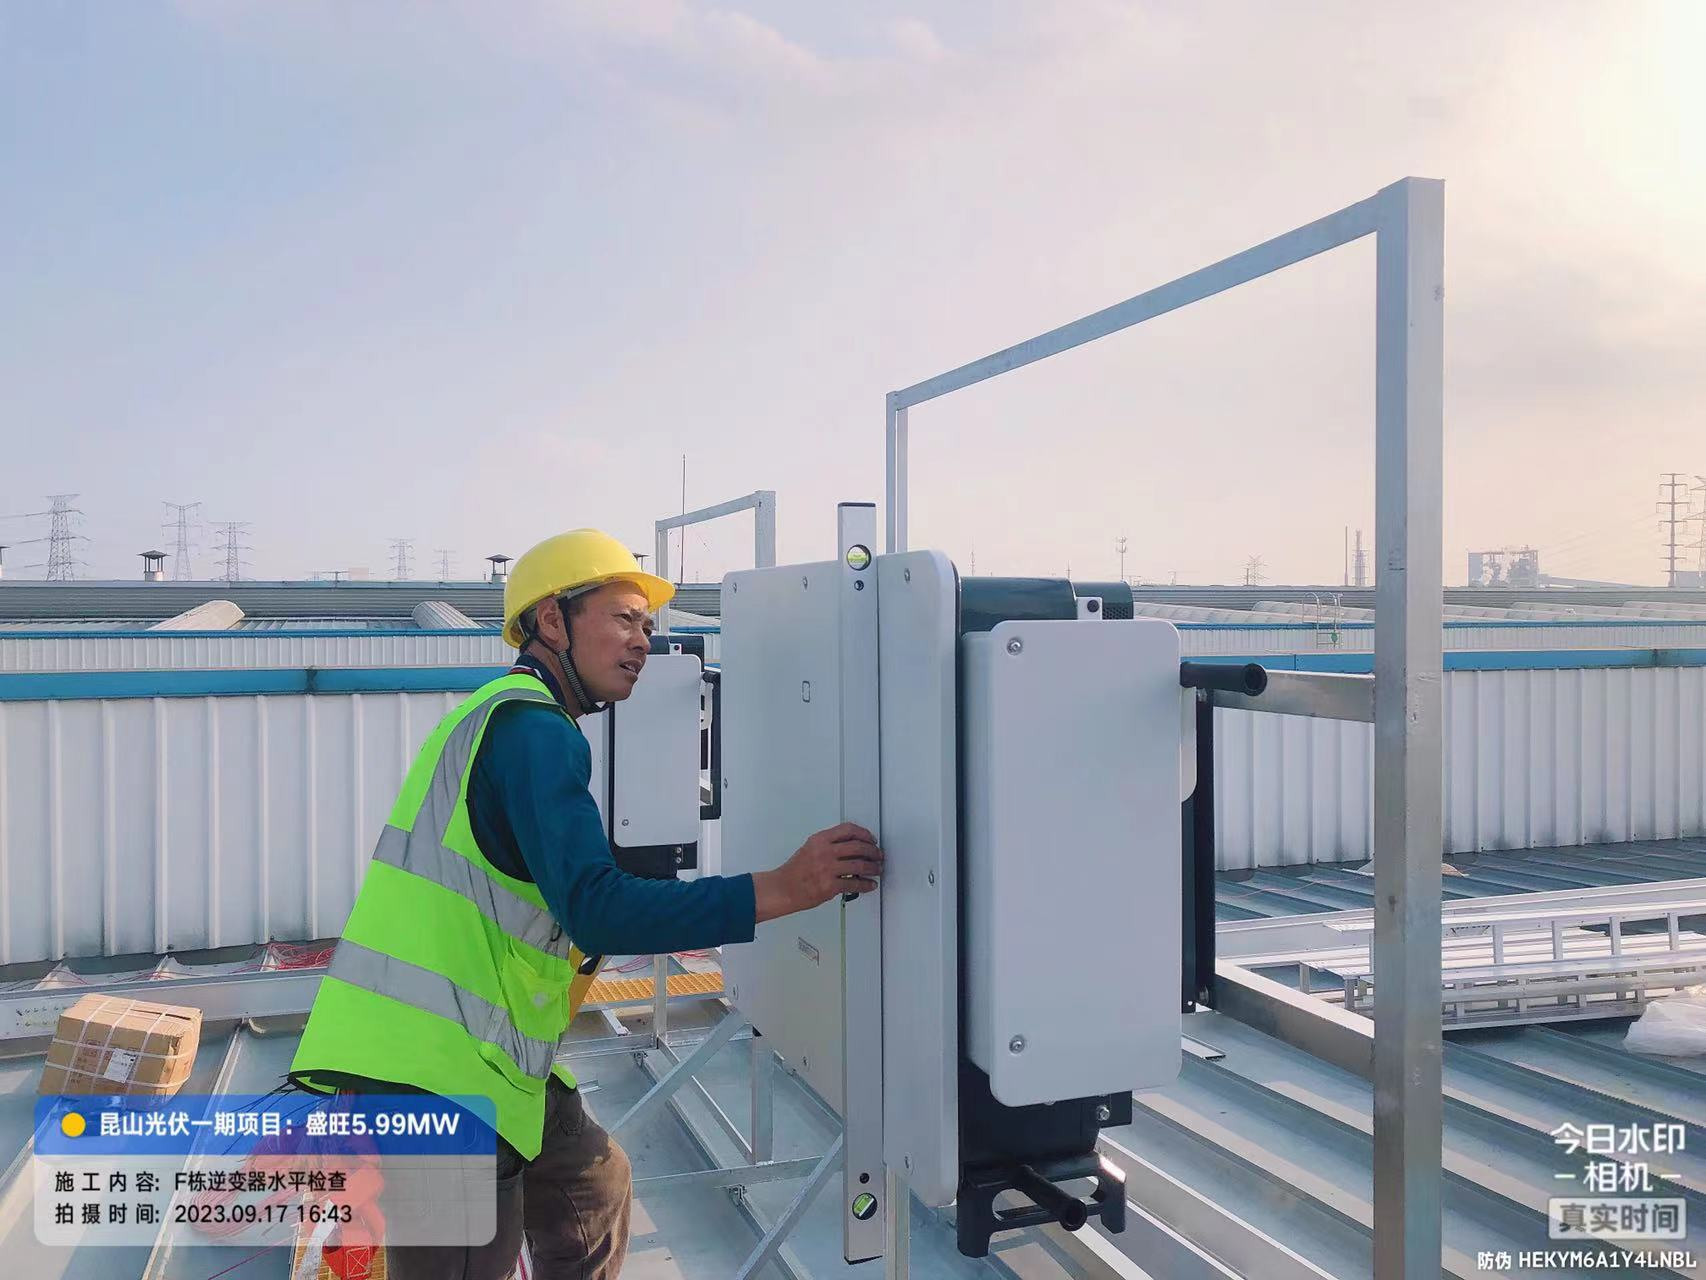 昆山光伏一期项目：盛旺5.99MW
施工内容：F栋逆变器水平检查
拍摄时间：2023.09.17 16:43
今日水印
相机
真实时间
防伪 HEKYM6A1Y4LNBL